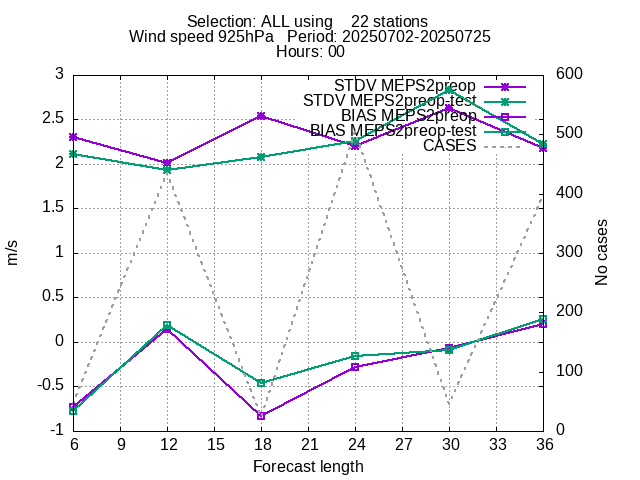 Selection: ALL using    22 stations
Wind speed 925hPa   Period: 20250702-20250725
Hours: 00
STDV MEPS2preop
STDV MEPS2preop-test
BIAS MEPS2preop
BIAS MEPS2preop-test
CASES
3
2.5
2
1.5
1
0.5
0
-0.5
-1
m/s
600
500
400
300
200
100
0
No cases
6 9 12 15 18 21 24 27 30 33 36
Forecast length